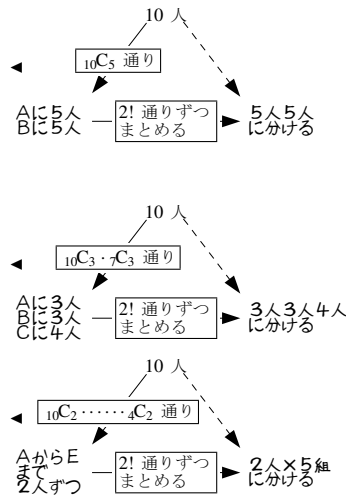 10 人
₁₀C₅ 通り
Aに5人
Bに5人
2! 通りずつ
まとめる
5人5人
に分ける
10 人
₁₀C₃・₇C₃ 通り
Aに3人
Bに3人
Cに4人
2! 通りずつ
まとめる
3人3人4人
に分ける
10 人
₁₀C₂ ⋯⋯ ₄C₂ 通り
AからE
まで
2人ずつ
2! 通りずつ
まとめる
2人×5組
に分ける